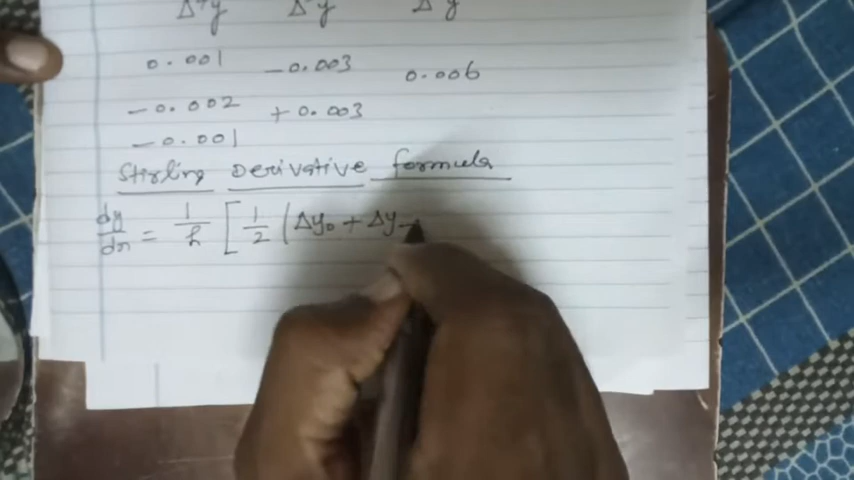 Δ⁴y Δ⁵y Δ⁶y
0.001 -0.003 0.006
-0.002 +0.003
-0.001
Stirling Derivative formula
dy/dx = 1/h [ 1/2 ( Δy₀ + Δy₋